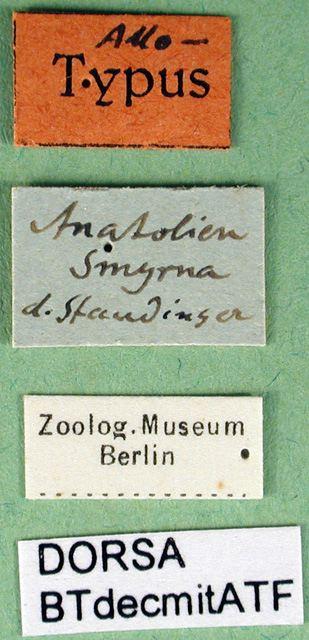 Allo-
Typus
Anatolien
Smyrna
d. Staudinger
Zoolog. Museum
Berlin
DORSA
BTdecmitATF